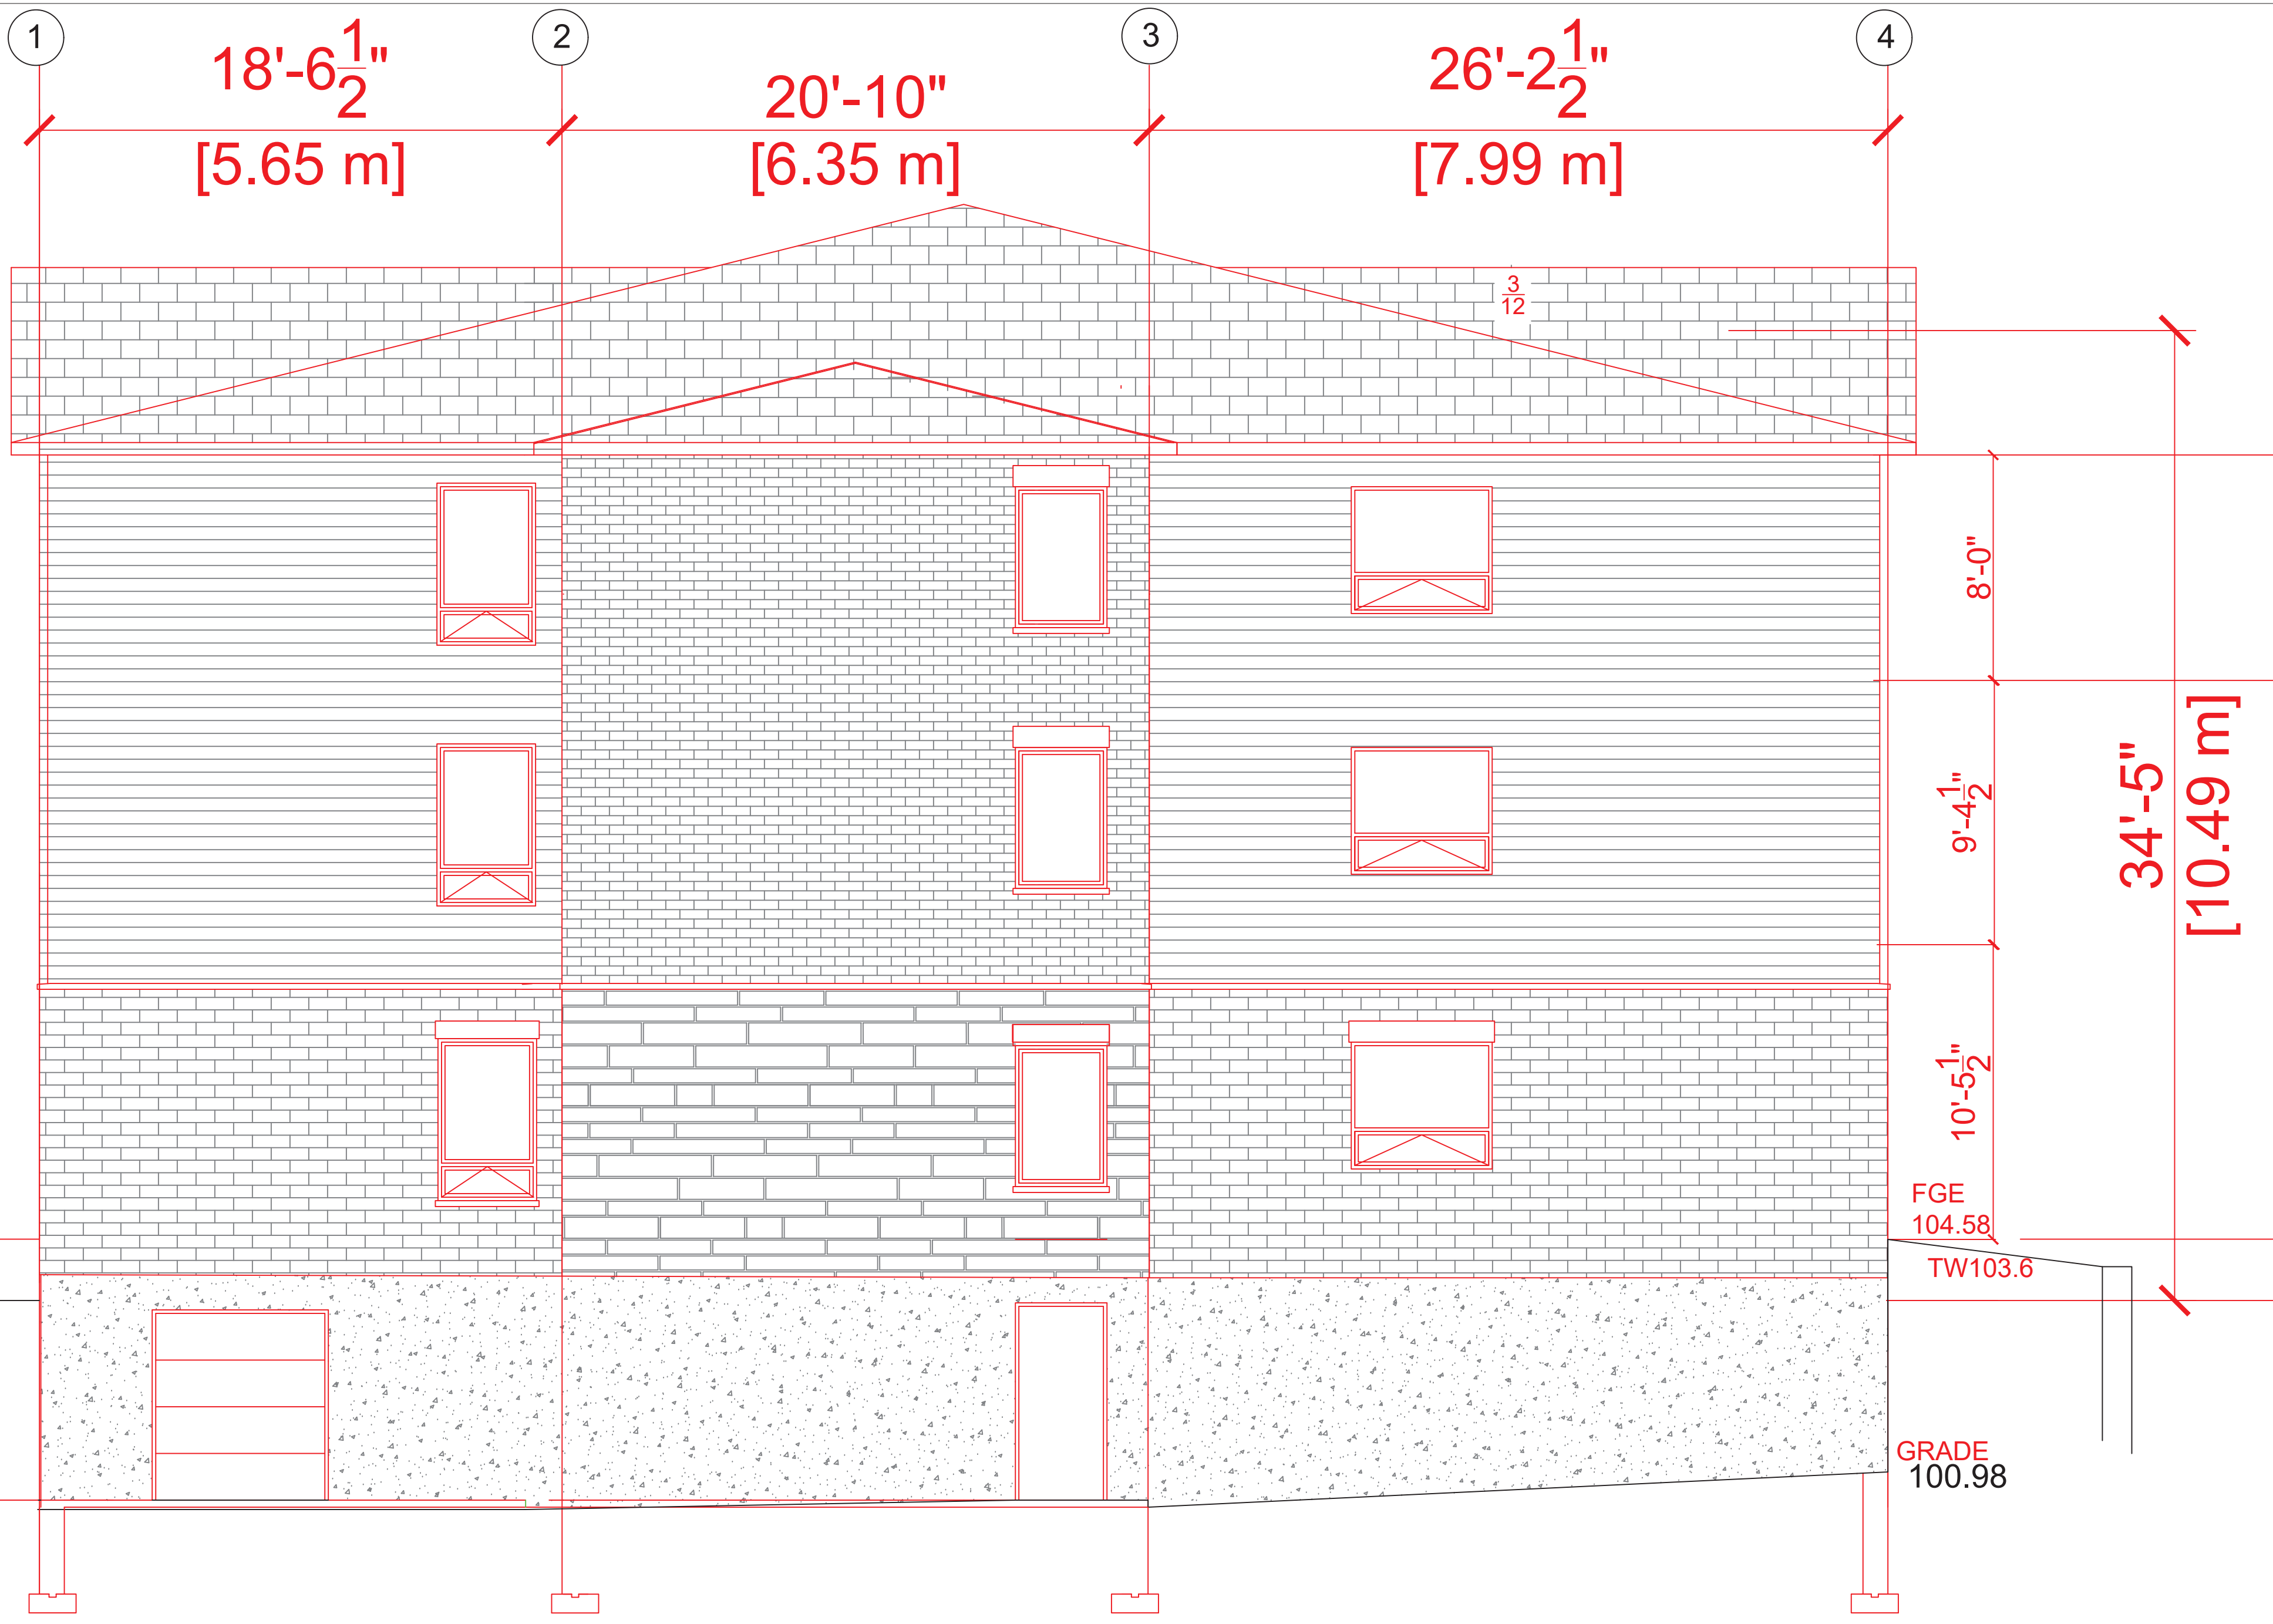 1
2
3
4
18'-6 1/2"
20'-10"
26'-2 1/2"
[5.65 m]
[6.35 m]
[7.99 m]
3/12
8'-0"
9'-4 1/2"
34'-5"
[10.49 m]
10'-5 1/2"
FGE
104.58
TW103.6
GRADE
100.98